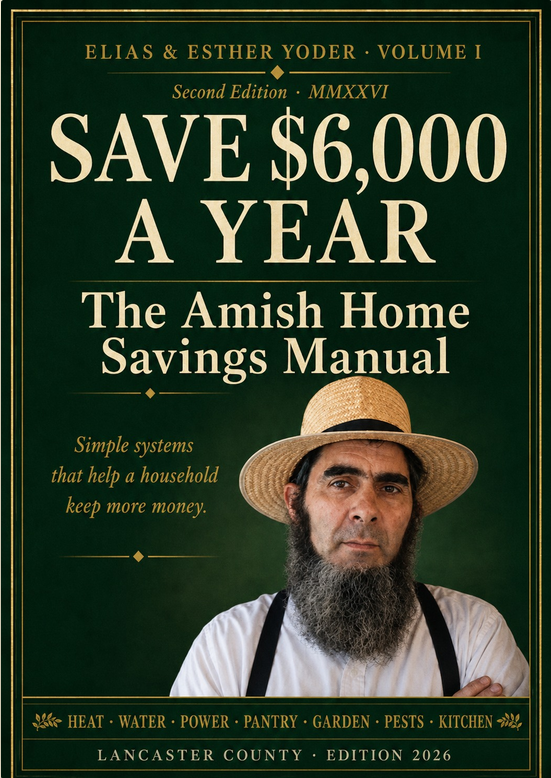 ELIAS & ESTHER YODER · VOLUME I
Second Edition · MMXXVI
SAVE $6,000
A YEAR
The Amish Home
Savings Manual
Simple systems
that help a household
keep more money.
HEAT · WATER · POWER · PANTRY · GARDEN · PESTS · KITCHEN
LANCASTER COUNTY · EDITION 2026